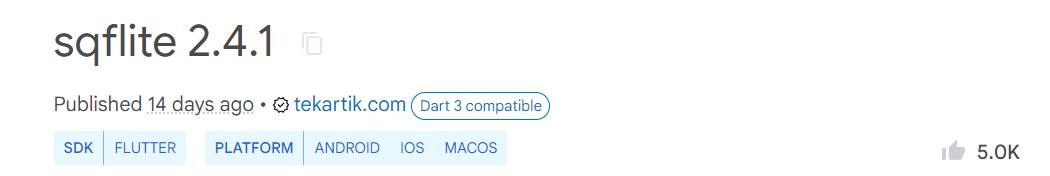 sqflite 2.4.1
Published 14 days ago • tekartik.com Dart 3 compatible
SDK FLUTTER PLATFORM ANDROID IOS MACOS
5.0K